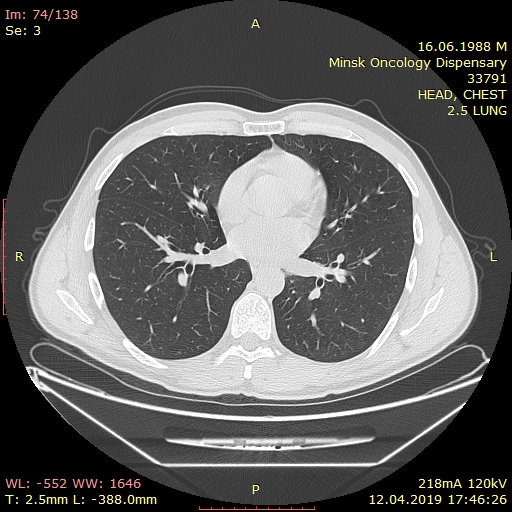 Im: 74/138
Se: 3
A
16.06.1988 M
Minsk Oncology Dispensary
33791
HEAD, CHEST
2.5 LUNG
R
L
WL: -552 WW: 1646
T: 2.5mm L: -388.0mm
P
218mA 120kV
12.04.2019 17:46:26